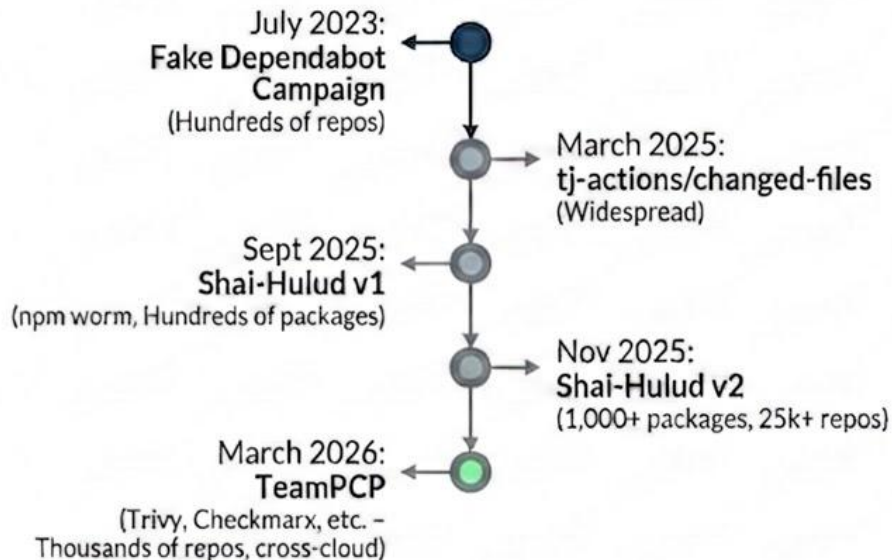 July 2023:
Fake Dependabot
Campaign
(Hundreds of repos)
March 2025:
tj-actions/changed-files
(Widespread)
Sept 2025:
Shai-Hulud v1
(npm worm, Hundreds of packages)
Nov 2025:
Shai-Hulud v2
(1,000+ packages, 25k+ repos)
March 2026:
TeamPCP
(Trivy, Checkmarx, etc. –
Thousands of repos, cross-cloud)